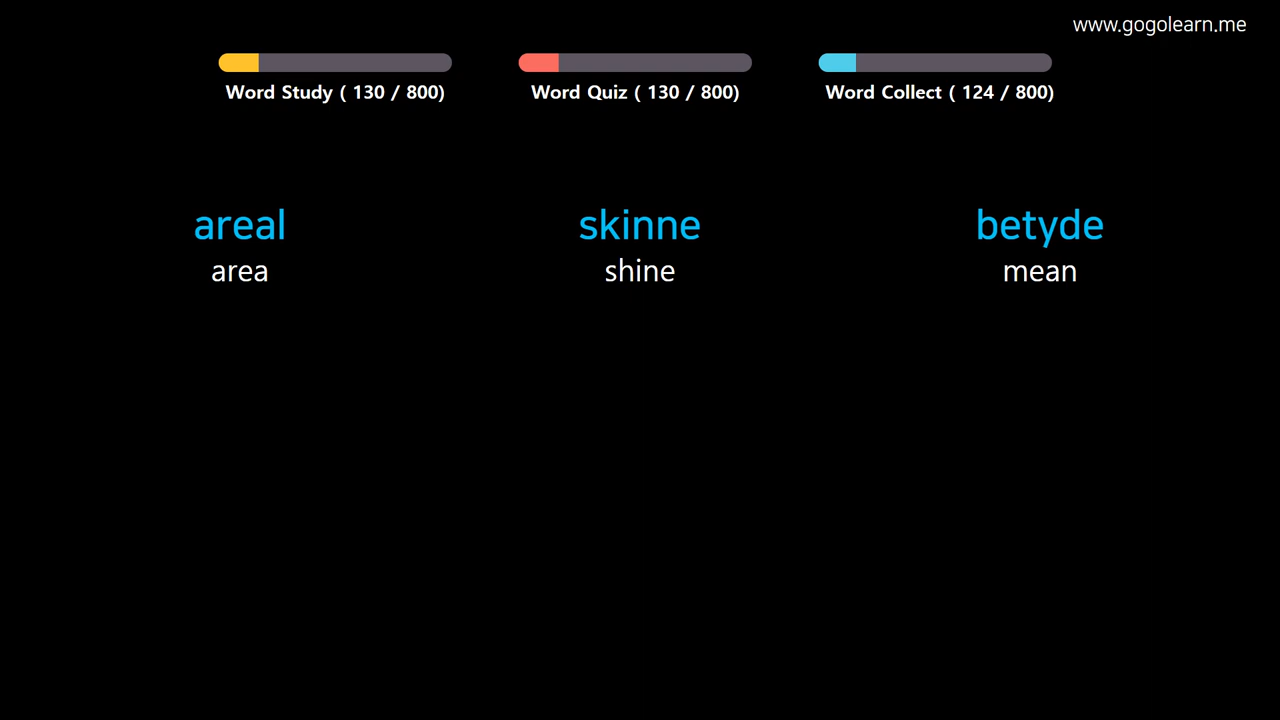 www.gogolearn.me
Word Study ( 130 / 800)
Word Quiz ( 130 / 800)
Word Collect ( 124 / 800)
areal
skinne
betyde
area
shine
mean